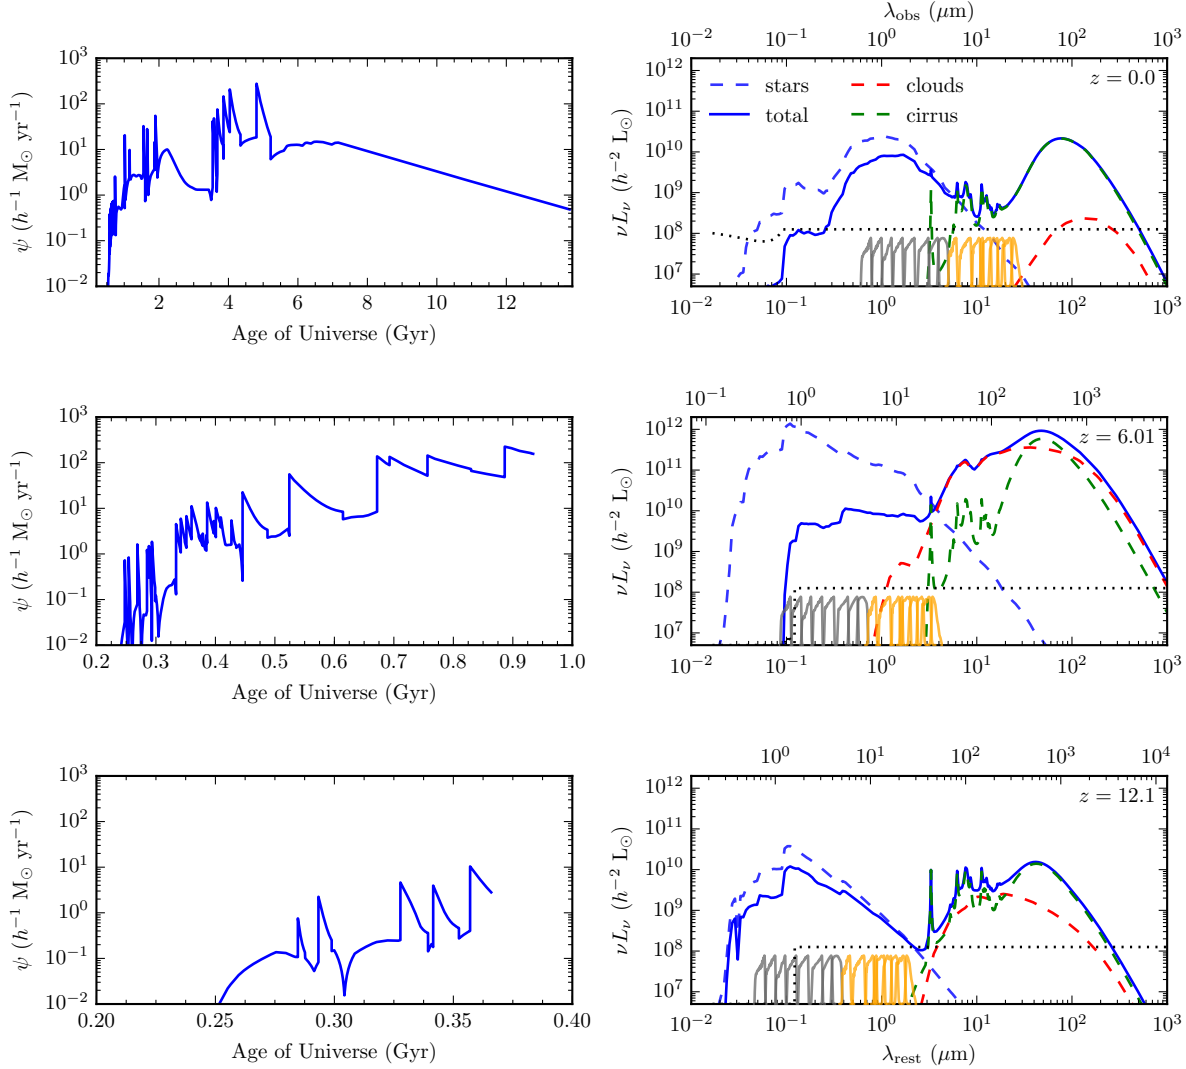 λobs (μm)
10⁻² 10⁻¹ 10⁰ 10¹ 10² 10³
10³ 10² 10¹ 10⁰ 10⁻¹ 10⁻²
ψ (h⁻¹ M⊙ yr⁻¹)
2 4 6 8 10 12
Age of Universe (Gyr)
10¹² 10¹¹ 10¹⁰ 10⁹ 10⁸ 10⁷
νLν (h⁻² L⊙)
stars
total
clouds
cirrus
z = 0.0
10⁻² 10⁻¹ 10⁰ 10¹ 10² 10³
10³ 10² 10¹ 10⁰ 10⁻¹ 10⁻²
ψ (h⁻¹ M⊙ yr⁻¹)
0.2 0.3 0.4 0.5 0.6 0.7 0.8 0.9 1.0
Age of Universe (Gyr)
10⁻¹ 10⁰ 10¹ 10² 10³
10¹² 10¹¹ 10¹⁰ 10⁹ 10⁸ 10⁷
νLν (h⁻² L⊙)
z = 6.01
10⁻² 10⁻¹ 10⁰ 10¹ 10² 10³
10³ 10² 10¹ 10⁰ 10⁻¹ 10⁻²
ψ (h⁻¹ M⊙ yr⁻¹)
0.20 0.25 0.30 0.35 0.40
Age of Universe (Gyr)
10⁰ 10¹ 10² 10³ 10⁴
10¹² 10¹¹ 10¹⁰ 10⁹ 10⁸ 10⁷
νLν (h⁻² L⊙)
z = 12.1
10⁻² 10⁻¹ 10⁰ 10¹ 10² 10³
λrest (μm)